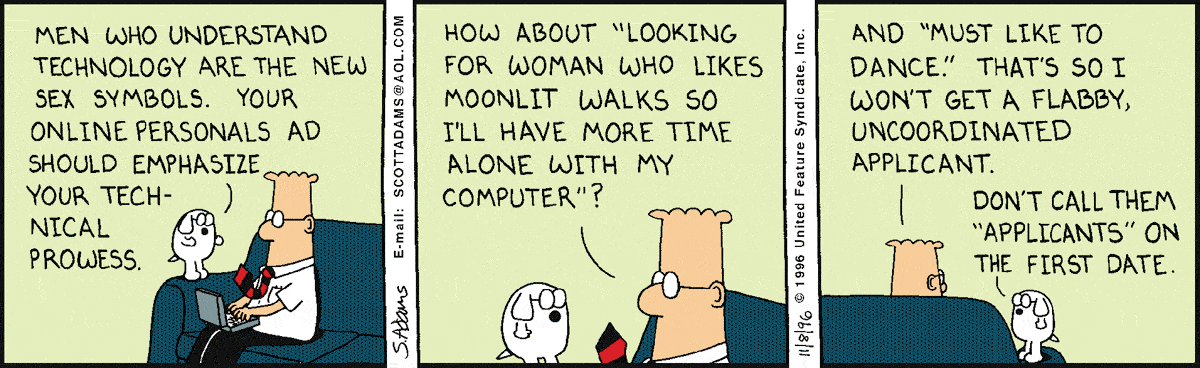 MEN WHO UNDERSTAND
TECHNOLOGY ARE THE NEW
SEX SYMBOLS. YOUR
ONLINE PERSONALS AD
SHOULD EMPHASIZE
YOUR TECH-
NICAL
PROWESS.
S.Adams E-mail: SCOTTADAMS@AOL.COM
HOW ABOUT "LOOKING
FOR WOMAN WHO LIKES
MOONLIT WALKS SO
I'LL HAVE MORE TIME
ALONE WITH MY
COMPUTER"?
11/8/96 © 1996 United Feature Syndicate, Inc.
AND "MUST LIKE TO
DANCE." THAT'S SO I
WON'T GET A FLABBY,
UNCOORDINATED
APPLICANT.
DON'T CALL THEM
"APPLICANTS" ON
THE FIRST DATE.